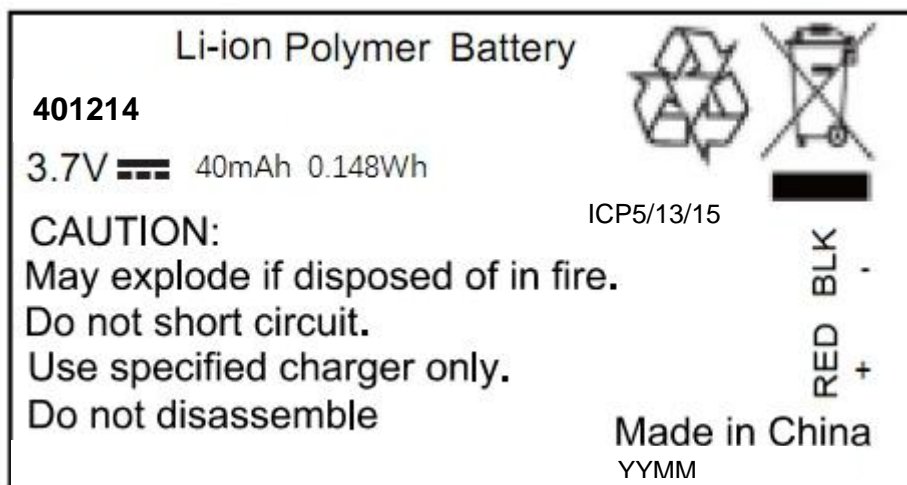 Li-ion Polymer Battery
401214
3.7V 40mAh 0.148Wh
ICP5/13/15
CAUTION:
May explode if disposed of in fire.
Do not short circuit.
Use specified charger only.
Do not disassemble
BLK -
RED +
Made in China
YYMM